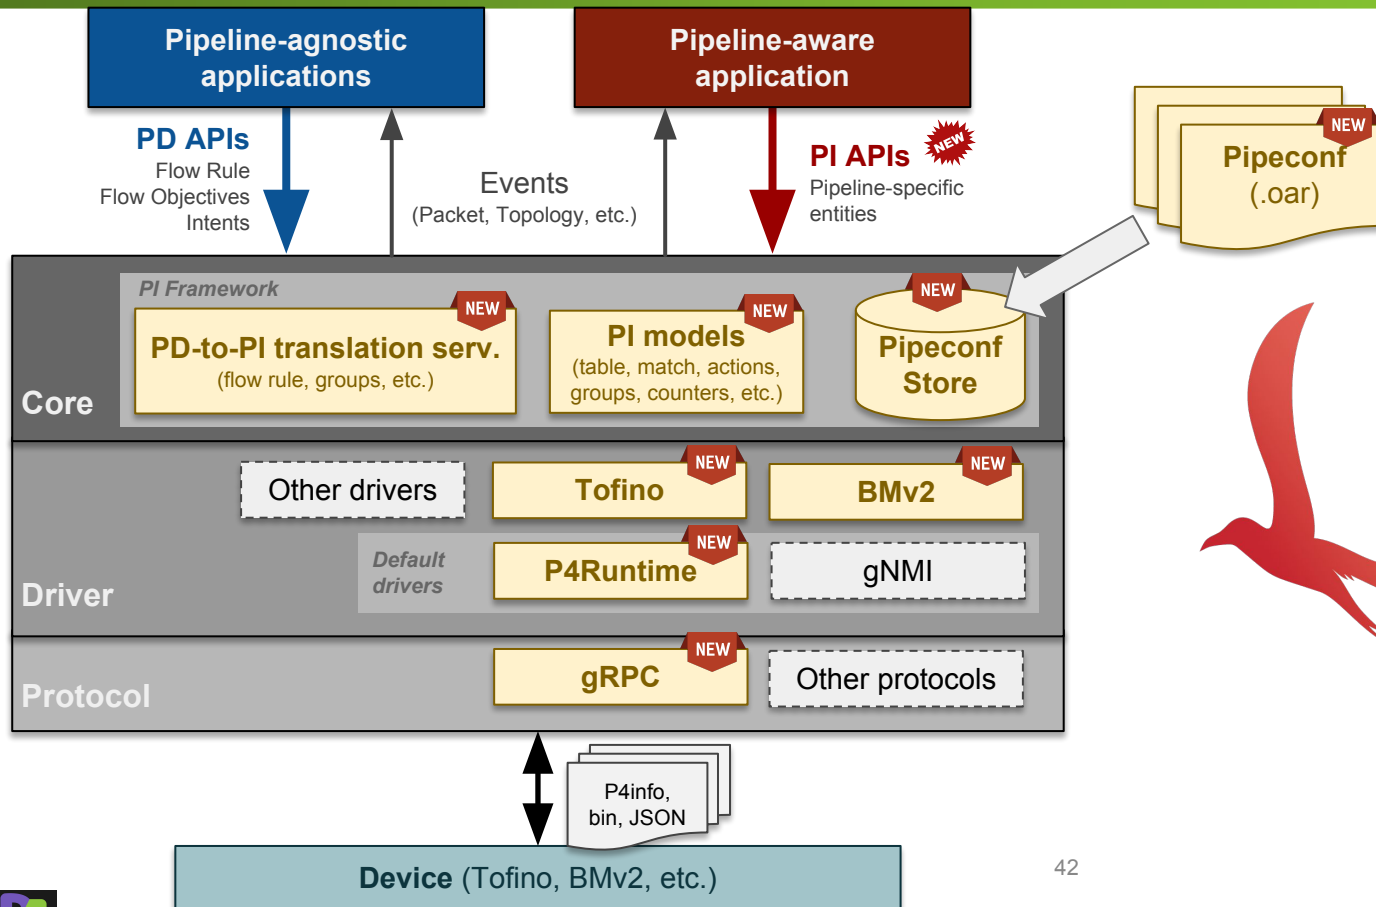 Pipeline-agnostic
applications
Pipeline-aware
application
PD APIs
Flow Rule
Flow Objectives
Intents
Events
(Packet, Topology, etc.)
PI APIs
NEW
Pipeline-specific
entities
NEW
Pipeconf
(.oar)
PI Framework
NEW
PD-to-PI translation serv.
(flow rule, groups, etc.)
NEW
PI models
(table, match, actions,
groups, counters, etc.)
NEW
Pipeconf
Store
Core
Other drivers
NEW
Tofino
NEW
BMv2
Default
drivers
NEW
P4Runtime
gNMI
Driver
NEW
gRPC
Other protocols
Protocol
P4info,
bin, JSON
Device (Tofino, BMv2, etc.)
42